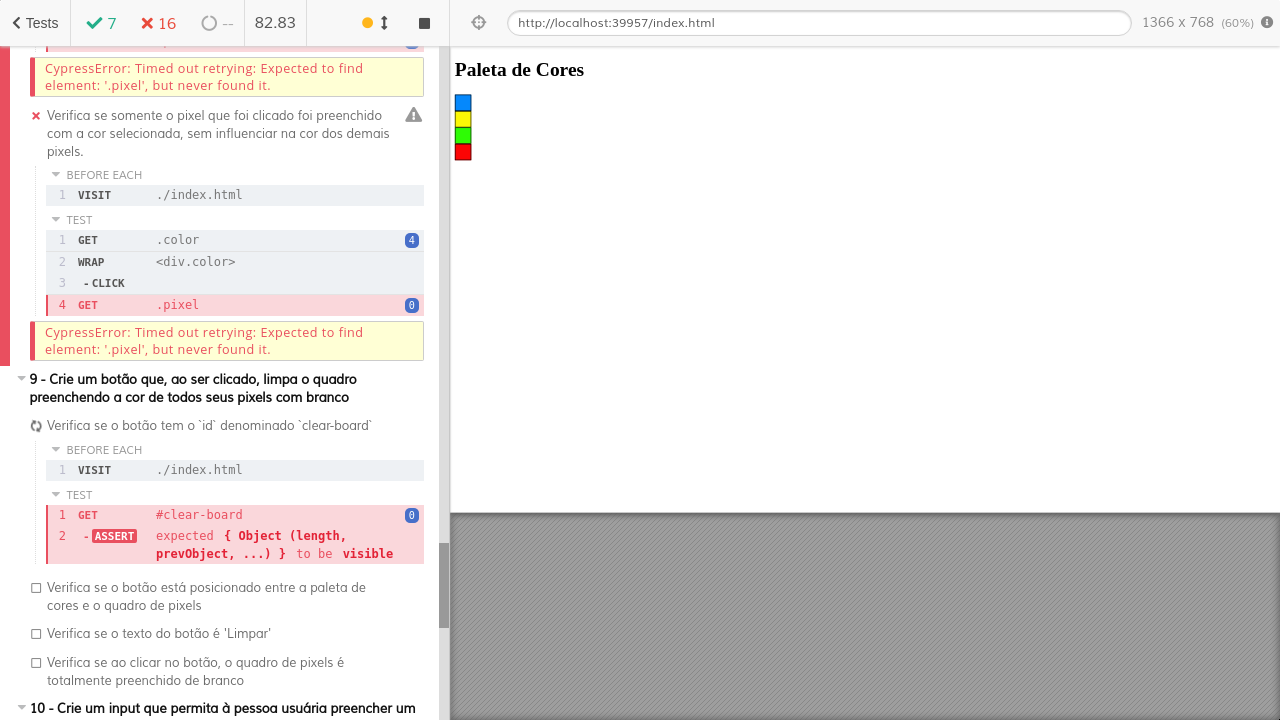 Tests 7 16 -- 82.83 http://localhost:39957/index.html 1366 x 768 (60%)
CypressError: Timed out retrying: Expected to find
element: '.pixel', but never found it.
Verifica se somente o pixel que foi clicado foi preenchido
com a cor selecionada, sem influenciar na cor dos demais
pixels.
BEFORE EACH
1 VISIT ./index.html
TEST
1 GET .color 4
2 WRAP <div.color>
3 - CLICK
4 GET .pixel 0
CypressError: Timed out retrying: Expected to find
element: '.pixel', but never found it.
9 - Crie um botão que, ao ser clicado, limpa o quadro
preenchendo a cor de todos seus pixels com branco
Verifica se o botão tem o `id` denominado `clear-board`
BEFORE EACH
1 VISIT ./index.html
TEST
1 GET #clear-board 0
2 - ASSERT expected { Object (length,
prevObject, ...) } to be visible
Verifica se o botão está posicionado entre a paleta de
cores e o quadro de pixels
Verifica se o texto do botão é 'Limpar'
Verifica se ao clicar no botão, o quadro de pixels é
totalmente preenchido de branco
10 - Crie um input que permita à pessoa usuária preencher um
Paleta de Cores